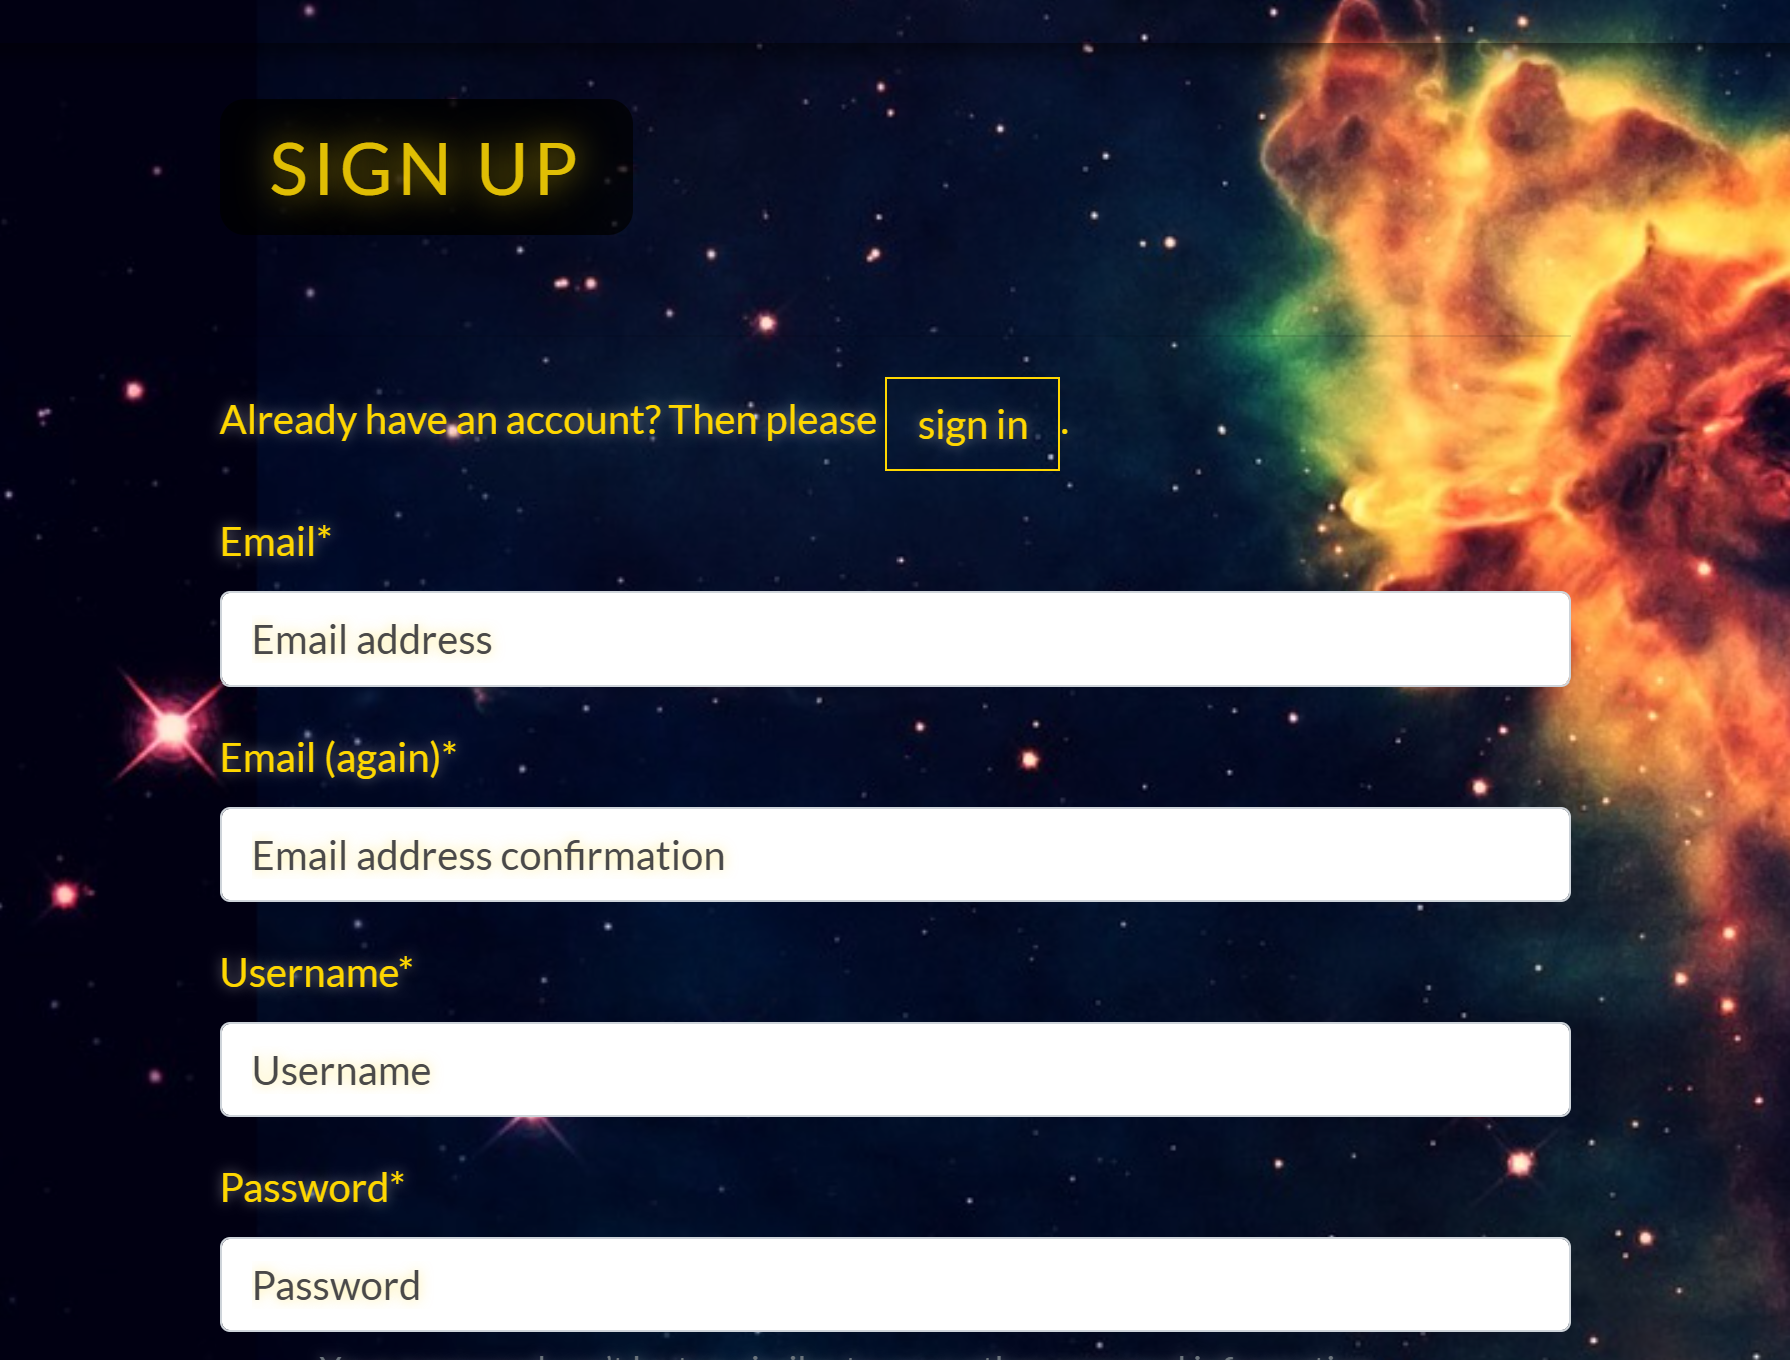 SIGN UP
Already have an account? Then please sign in.
Email*
Email address
Email (again)*
Email address confirmation
Username*
Username
Password*
Password